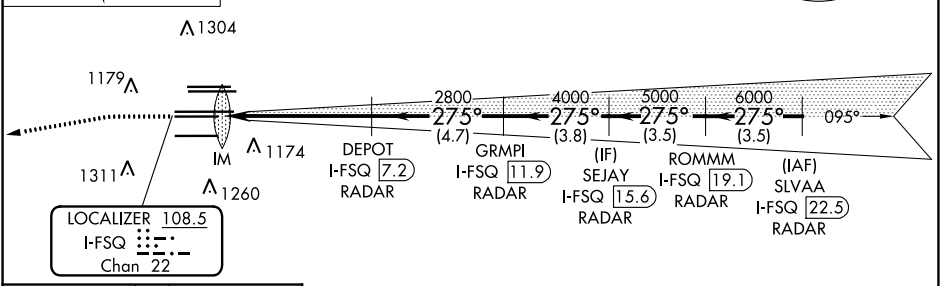 1304
1179
2800 4000 5000 6000
275° 275° 275° 275° 095°
(4.7) (3.8) (3.5) (3.5)
IM
1174
1311
1260
DEPOT
I-FSQ 7.2
RADAR
GRMPI
I-FSQ 11.9
RADAR
(IF)
SEJAY
I-FSQ 15.6
RADAR
ROMMM
I-FSQ 19.1
RADAR
(IAF)
SLVAA
I-FSQ 22.5
RADAR
LOCALIZER 108.5
I-FSQ
Chan 22